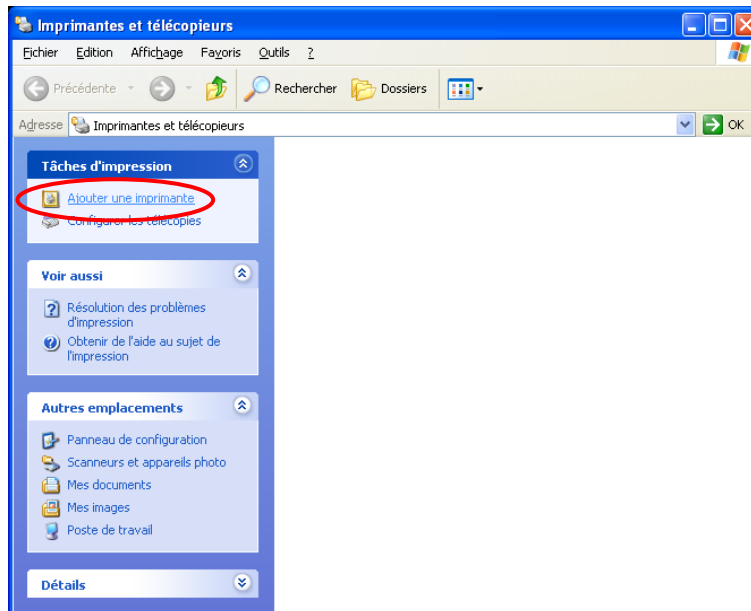 Imprimantes et télécopieurs
Fichier Edition Affichage Favoris Outils ?
Précédente Rechercher Dossiers
Adresse Imprimantes et télécopieurs OK
Tâches d'impression
Ajouter une imprimante
Configurer les télécopies
Voir aussi
Résolution des problèmes
d'impression
Obtenir de l'aide au sujet de
l'impression
Autres emplacements
Panneau de configuration
Scanneurs et appareils photo
Mes documents
Mes images
Poste de travail
Détails